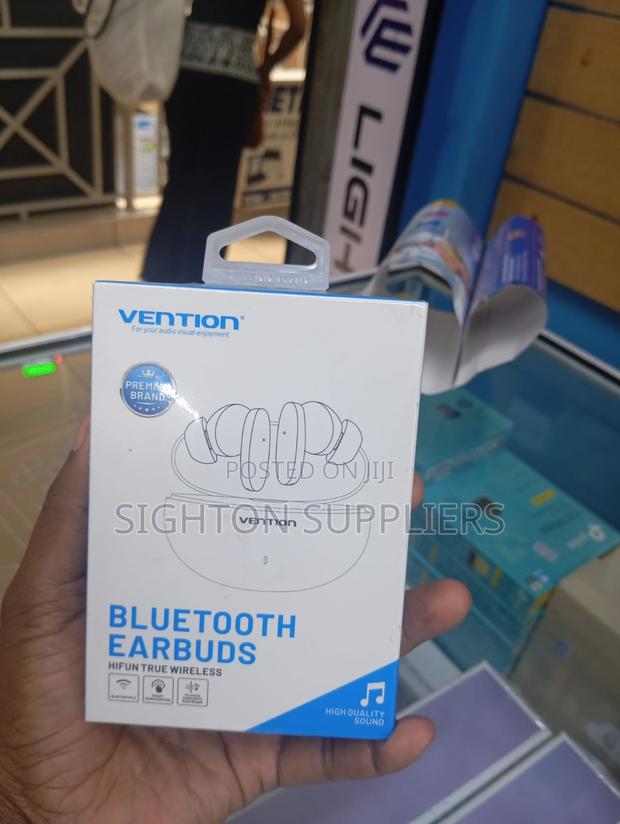 LIGH
VENTION®
For your audio visual enjoyment
PREMIUM
BRAND
POSTED ON JIJI
SIGHTON SUPPLIERS
VENTION
BLUETOOTH
EARBUDS
HIFUN TRUE WIRELESS
HIGH QUALITY
SOUND